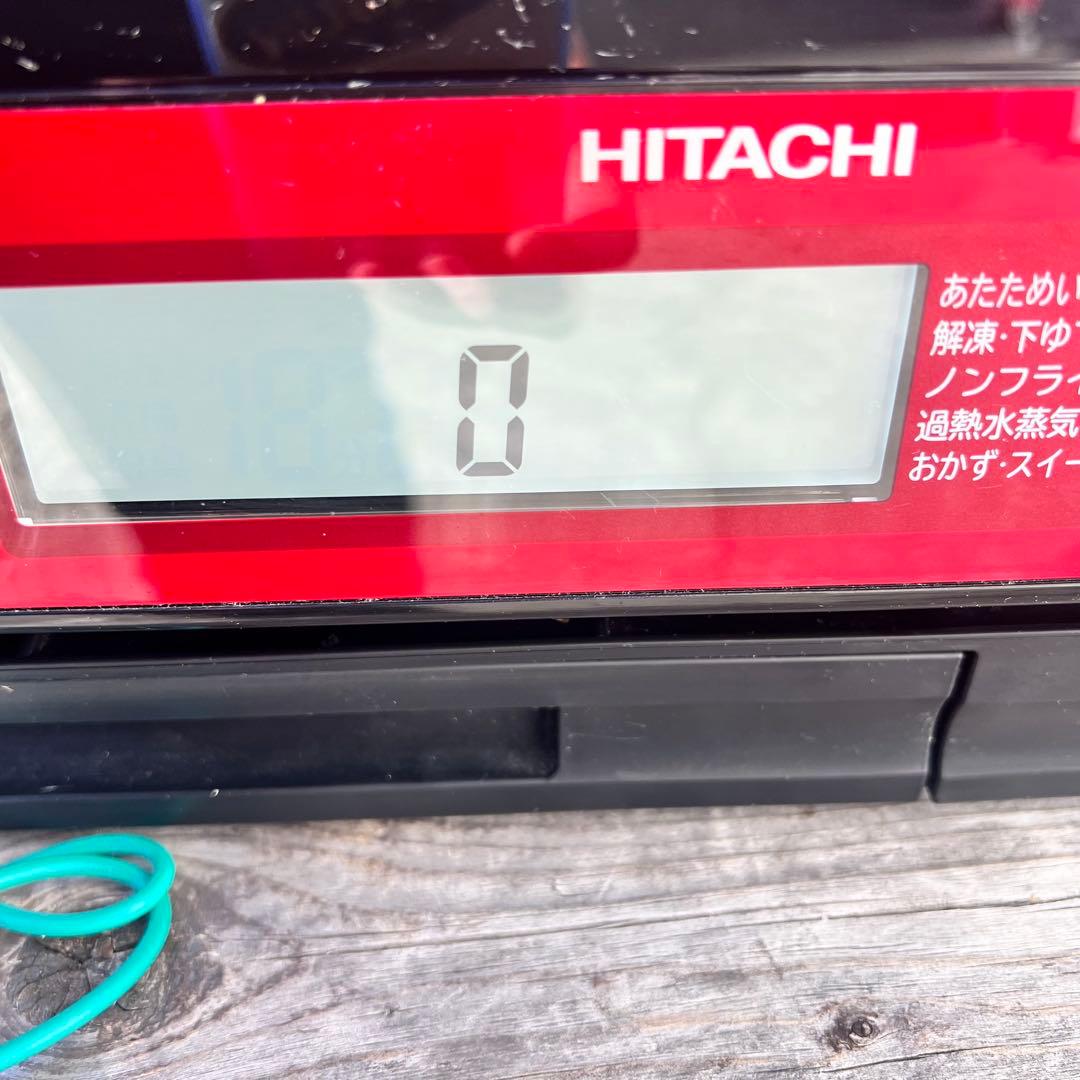 HITACHI
0
あたためい
解凍・下ゆ
ノンフライ
過熱水蒸気
おかず・スイー